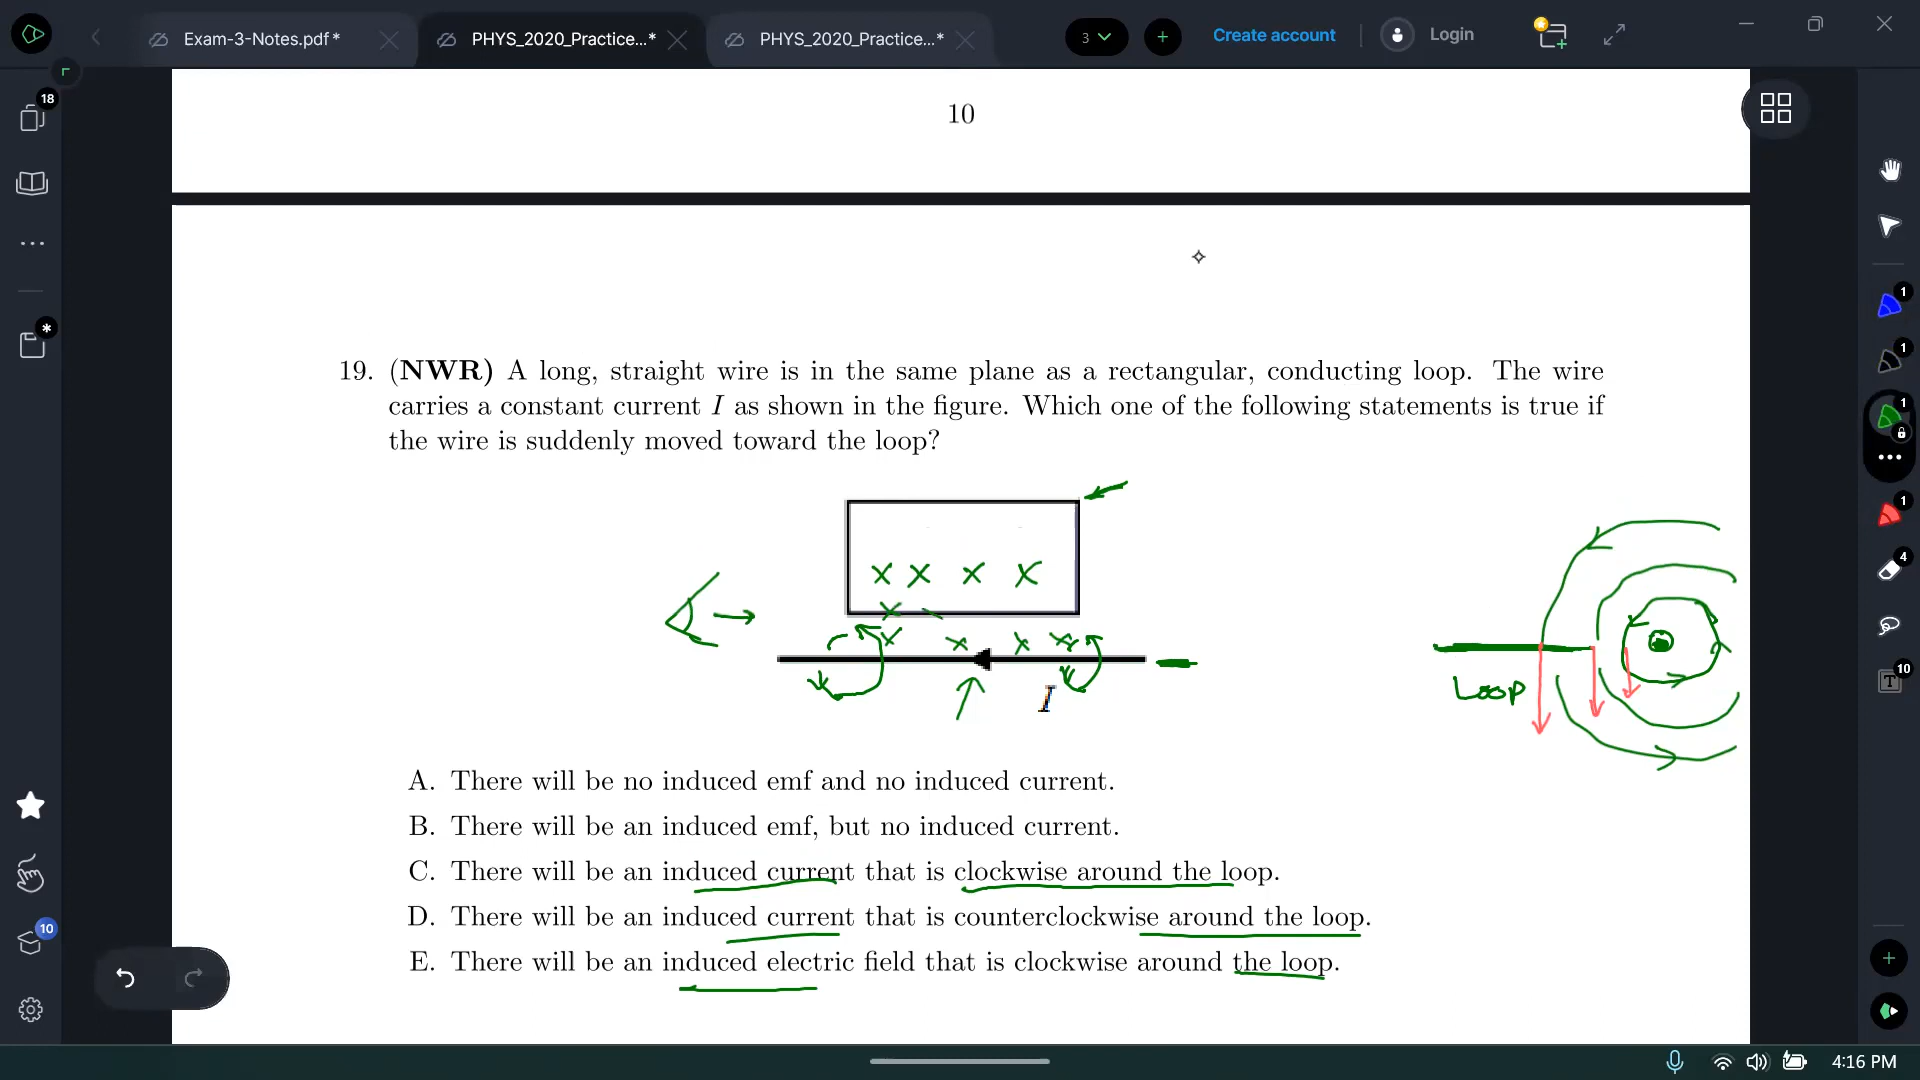 Exam-3-Notes.pdf *
PHYS_2020_Practice...*
PHYS_2020_Practice...*
3
Create account
Login
18
10
19. (NWR) A long, straight wire is in the same plane as a rectangular, conducting loop. The wire
carries a constant current I as shown in the figure. Which one of the following statements is true if
the wire is suddenly moved toward the loop?
x x x x
x
x x x x
I
Loop
A. There will be no induced emf and no induced current.
B. There will be an induced emf, but no induced current.
C. There will be an induced current that is clockwise around the loop.
D. There will be an induced current that is counterclockwise around the loop.
E. There will be an induced electric field that is clockwise around the loop.
10
1
1
1
1
4
10
T
4:16 PM